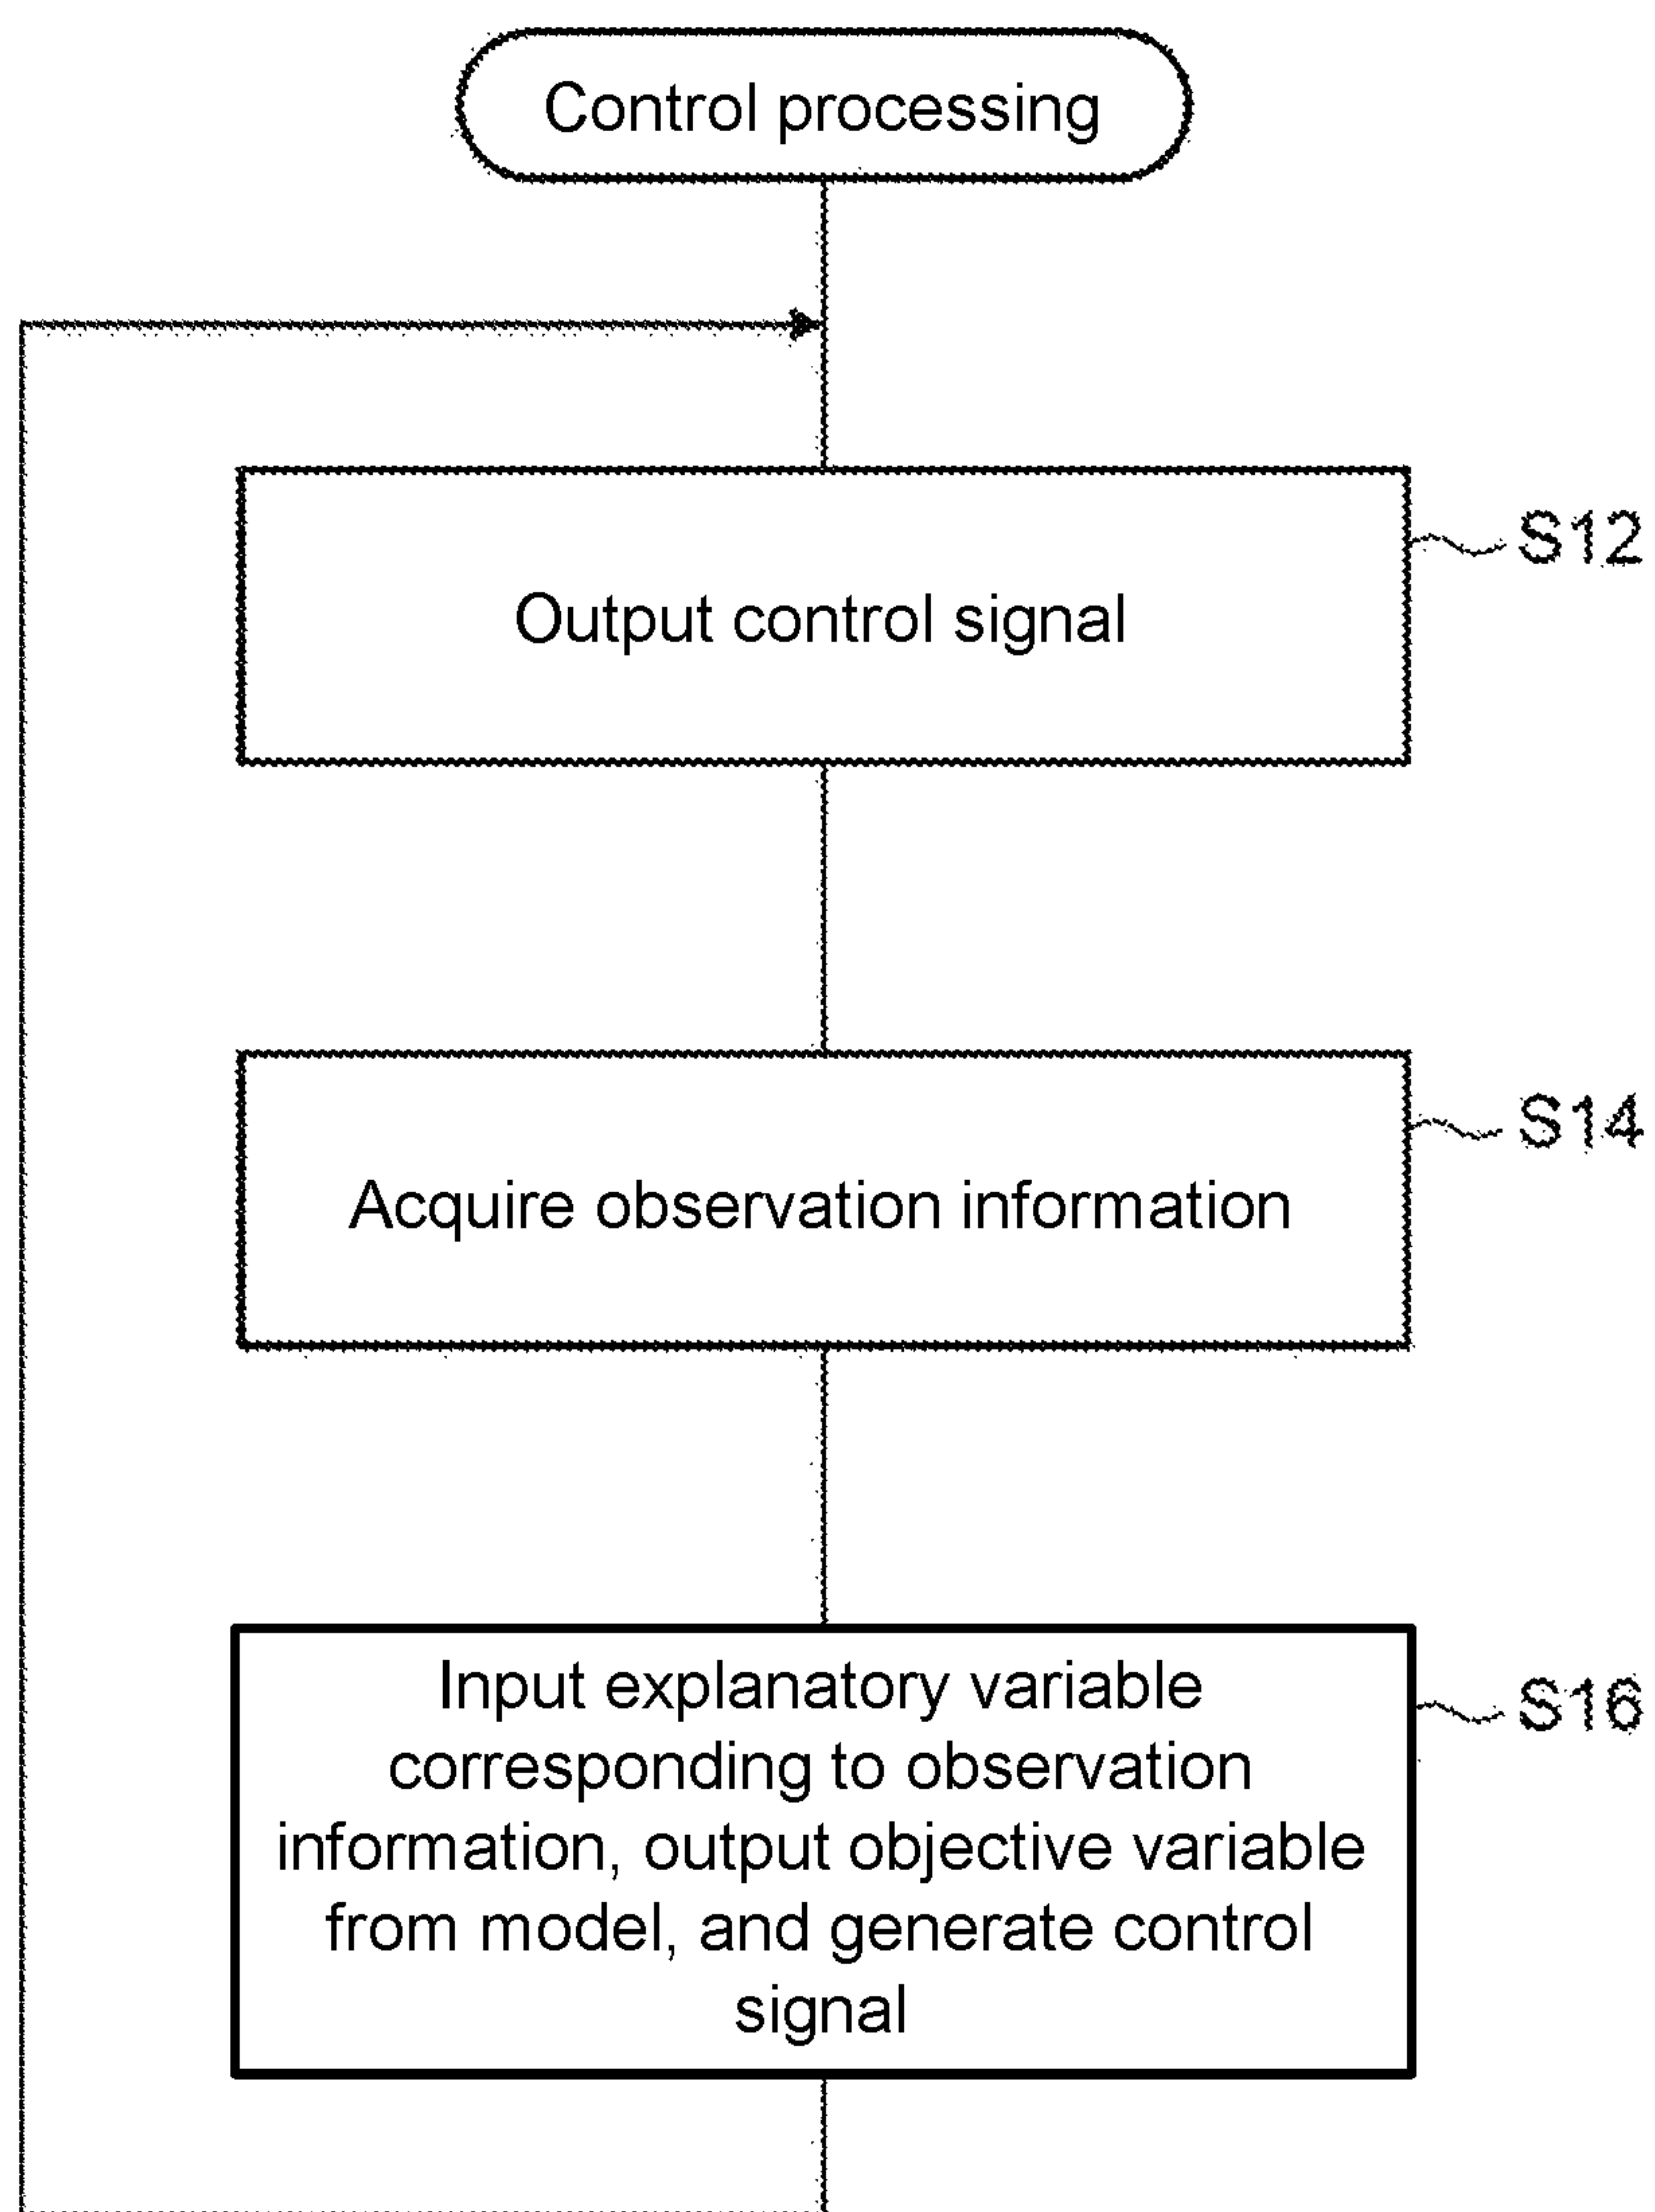 Control processing
Output control signal
S12
Acquire observation information
S14
Input explanatory variable
corresponding to observation
information, output objective variable
from model, and generate control
signal
S16